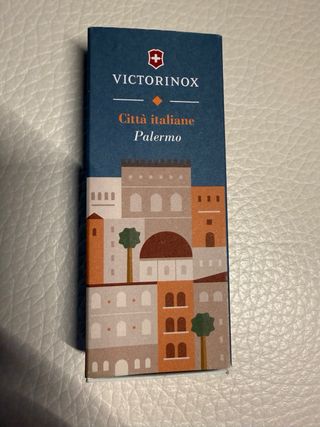 VICTORINOX
Città italiane
Palermo